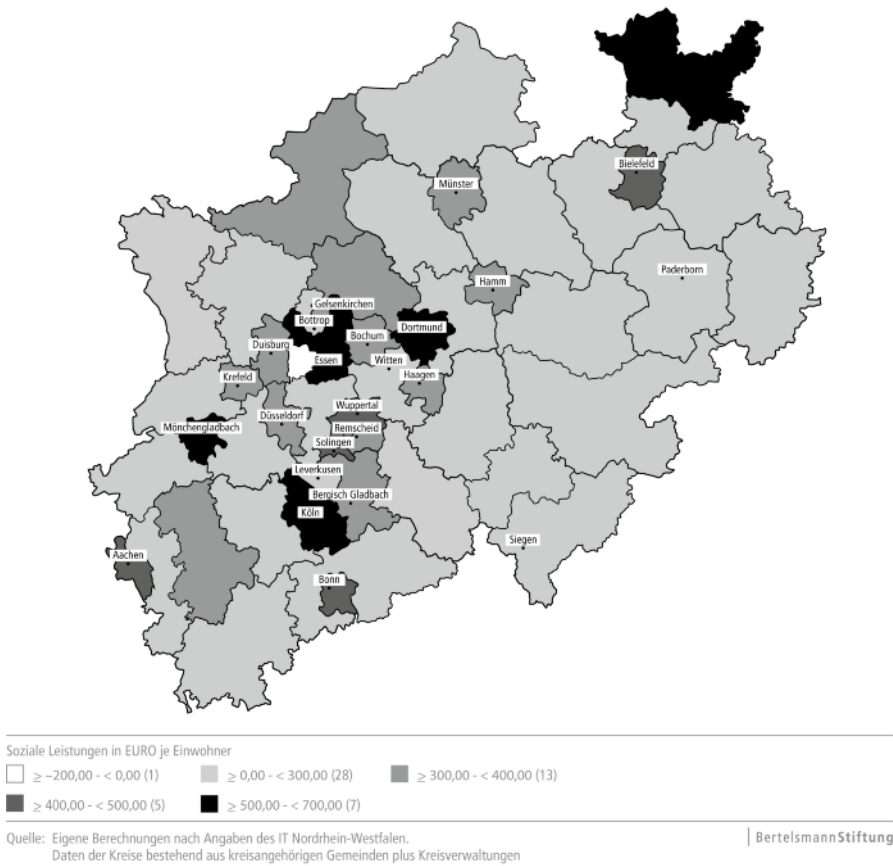 Bielefeld
Münster
Paderborn
Hamm
Gelsenkirchen
Bottrop
Dortmund
Bochum
Duisburg
Essen
Witten
Haagen
Krefeld
Wuppertal
Düsseldorf
Mönchengladbach
Remscheid
Solingen
Leverkusen
Bergisch Gladbach
Köln
Siegen
Aachen
Bonn
Soziale Leistungen in EURO je Einwohner
≥ −200,00 - < 0,00 (1) ≥ 0,00 - < 300,00 (28) ≥ 300,00 - < 400,00 (13)
≥ 400,00 - < 500,00 (5) ≥ 500,00 - < 700,00 (7)
Quelle: Eigene Berechnungen nach Angaben des IT Nordrhein-Westfalen.
Daten der Kreise bestehend aus kreisangehörigen Gemeinden plus Kreisverwaltungen
BertelsmannStiftung